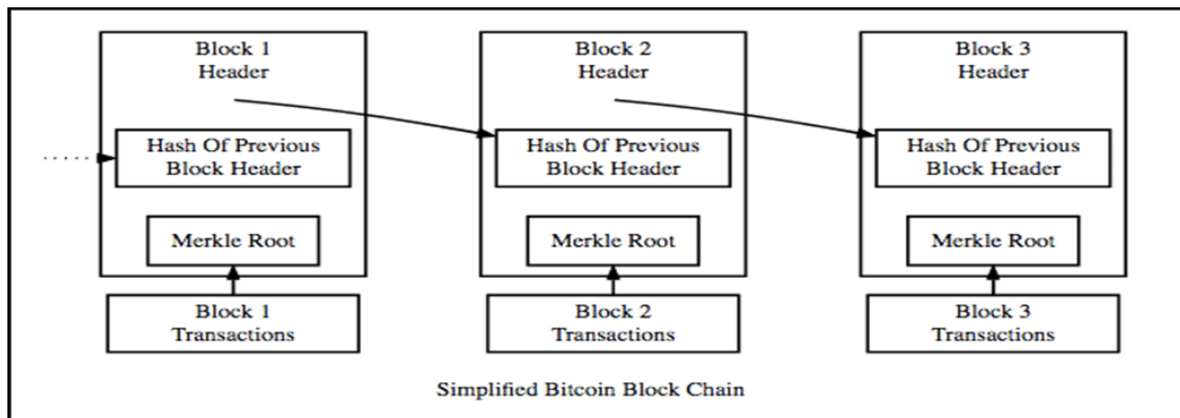 Block 1
Header
Hash Of Previous
Block Header
Merkle Root
Block 1
Transactions
Block 2
Header
Hash Of Previous
Block Header
Merkle Root
Block 2
Transactions
Block 3
Header
Hash Of Previous
Block Header
Merkle Root
Block 3
Transactions
Simplified Bitcoin Block Chain